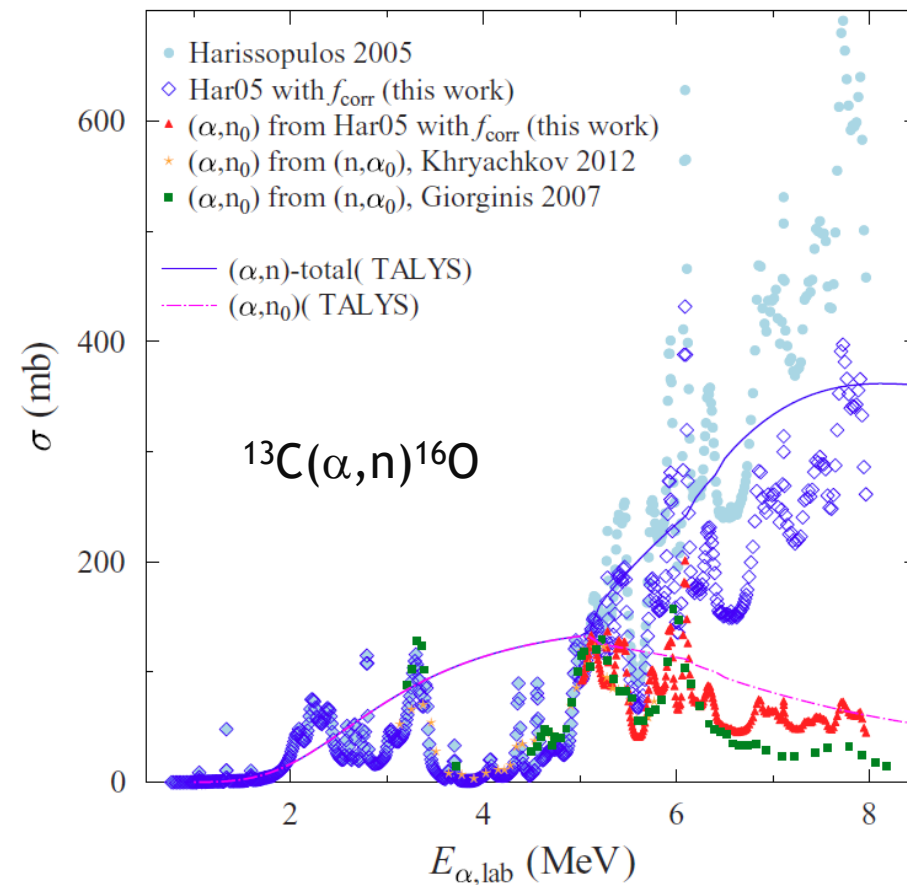 Harissopulos 2005
Har05 with f_corr (this work)
(α,n₀) from Har05 with f_corr (this work)
(α,n₀) from (n,α₀), Khryachkov 2012
(α,n₀) from (n,α₀), Giorginis 2007
(α,n)-total( TALYS)
(α,n₀)( TALYS)
¹³C(α,n)¹⁶O
σ (mb)
600
400
200
0
2 4 6 8
E_α,lab (MeV)